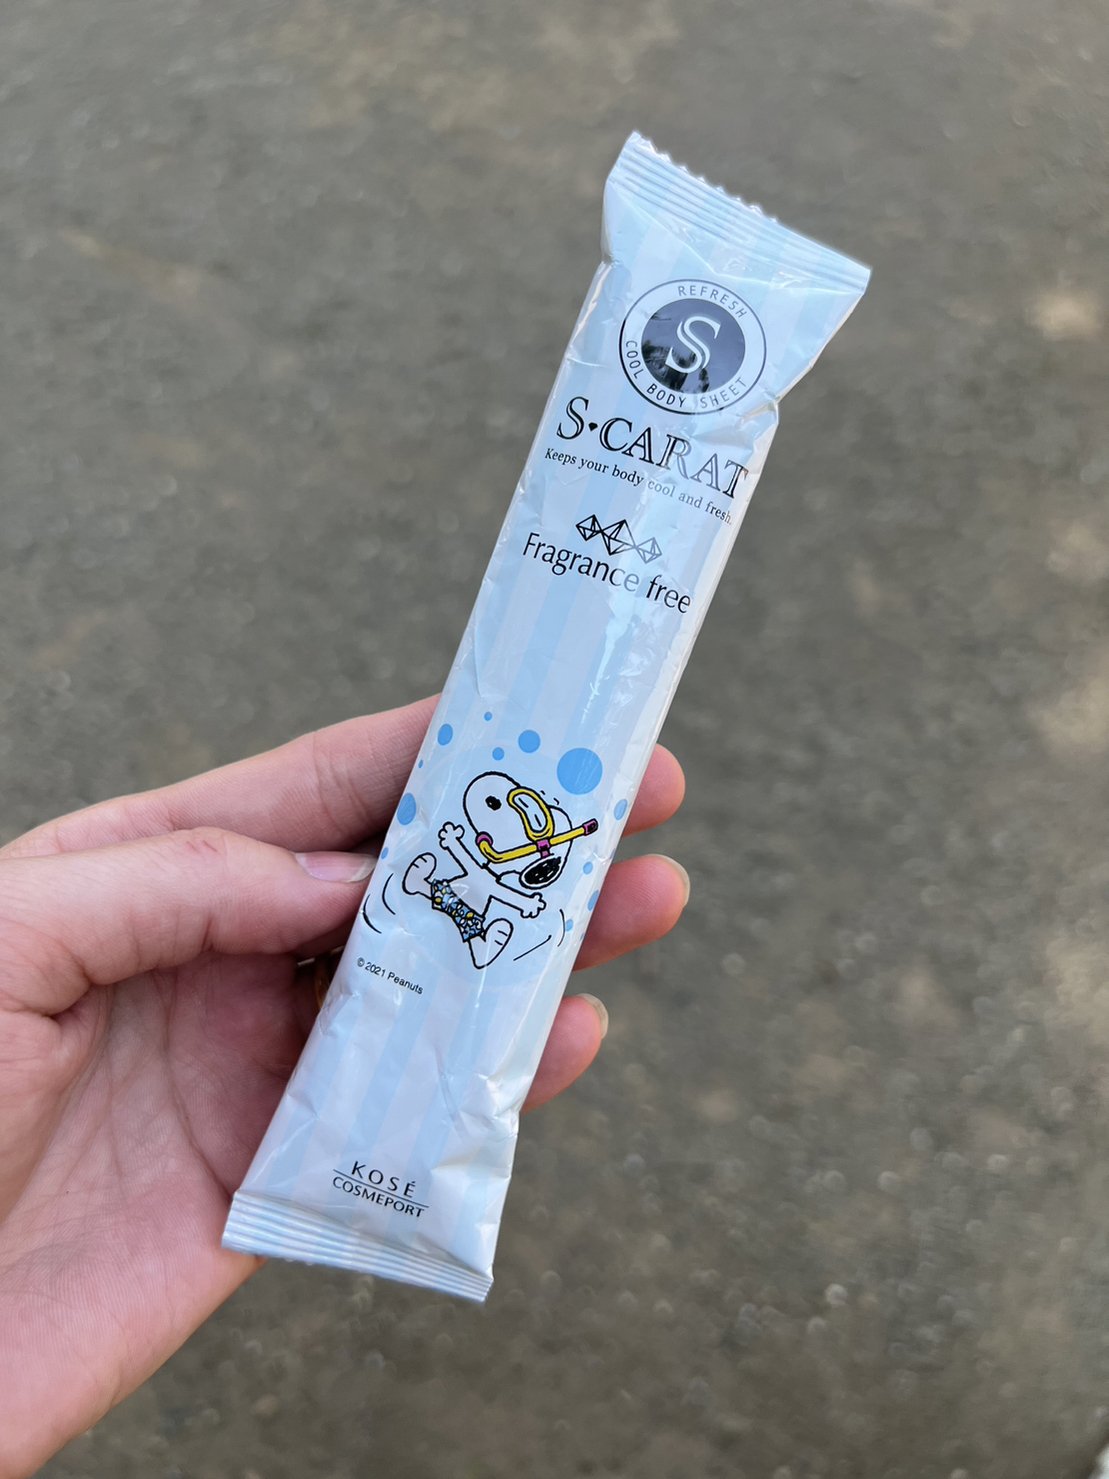 REFRESH
S
COOL BODY SHEET
S♥CARAT
Keeps your body cool and fresh.
Fragrance free
© 2021 Peanuts
KOSÉ
COSMEPORT